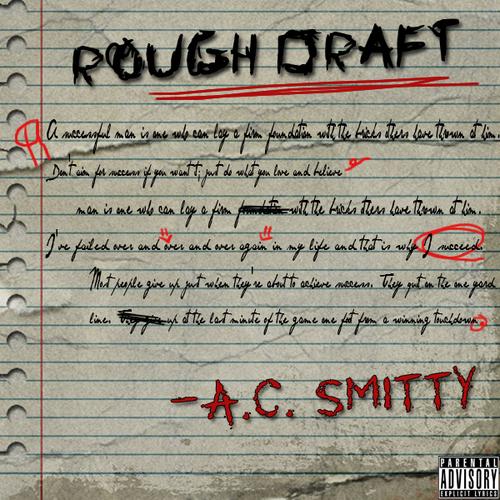 ROUGH DRAFT
A successful man is one who can lay a firm foundation with the bricks others have thrown at him.
Don't aim for success if you want it; just do what you love and believe
man is one who can lay a firm foundation with the bricks others have thrown at him.
I've failed over and over and over again in my life and that is why I succeed.
Most people give up just when they're about to achieve success. They quit on the one yard
line. They give up at the last minute of the game one foot from a winning touchdown.
-A.C. SMITTY
PARENTAL
ADVISORY
EXPLICIT LYRICS